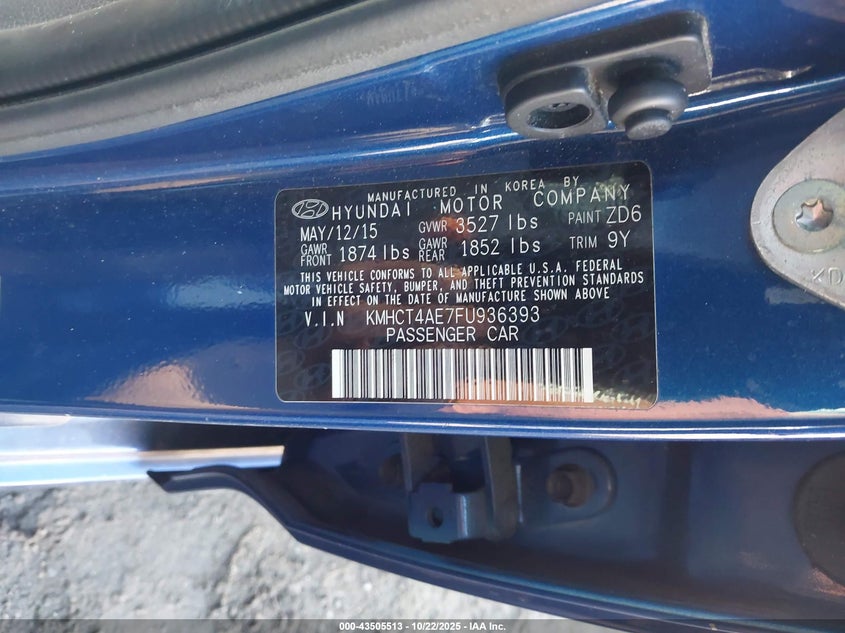 MANUFACTURED IN KOREA BY
HYUNDAI MOTOR COMPANY
MAY/12/15 GVWR 3527 lbs PAINT ZD6
GAWR FRONT 1874 lbs GAWR REAR 1852 lbs TRIM 9Y
THIS VEHICLE CONFORMS TO ALL APPLICABLE U.S.A. FEDERAL
MOTOR VEHICLE SAFETY, BUMPER, AND THEFT PREVENTION STANDARDS
IN EFFECT ON THE DATE OF MANUFACTURE SHOWN ABOVE
V.I.N KMHCT4AE7FU936393
PASSENGER CAR
KD
000-43505513 - 10/22/2025 - IAA Inc.